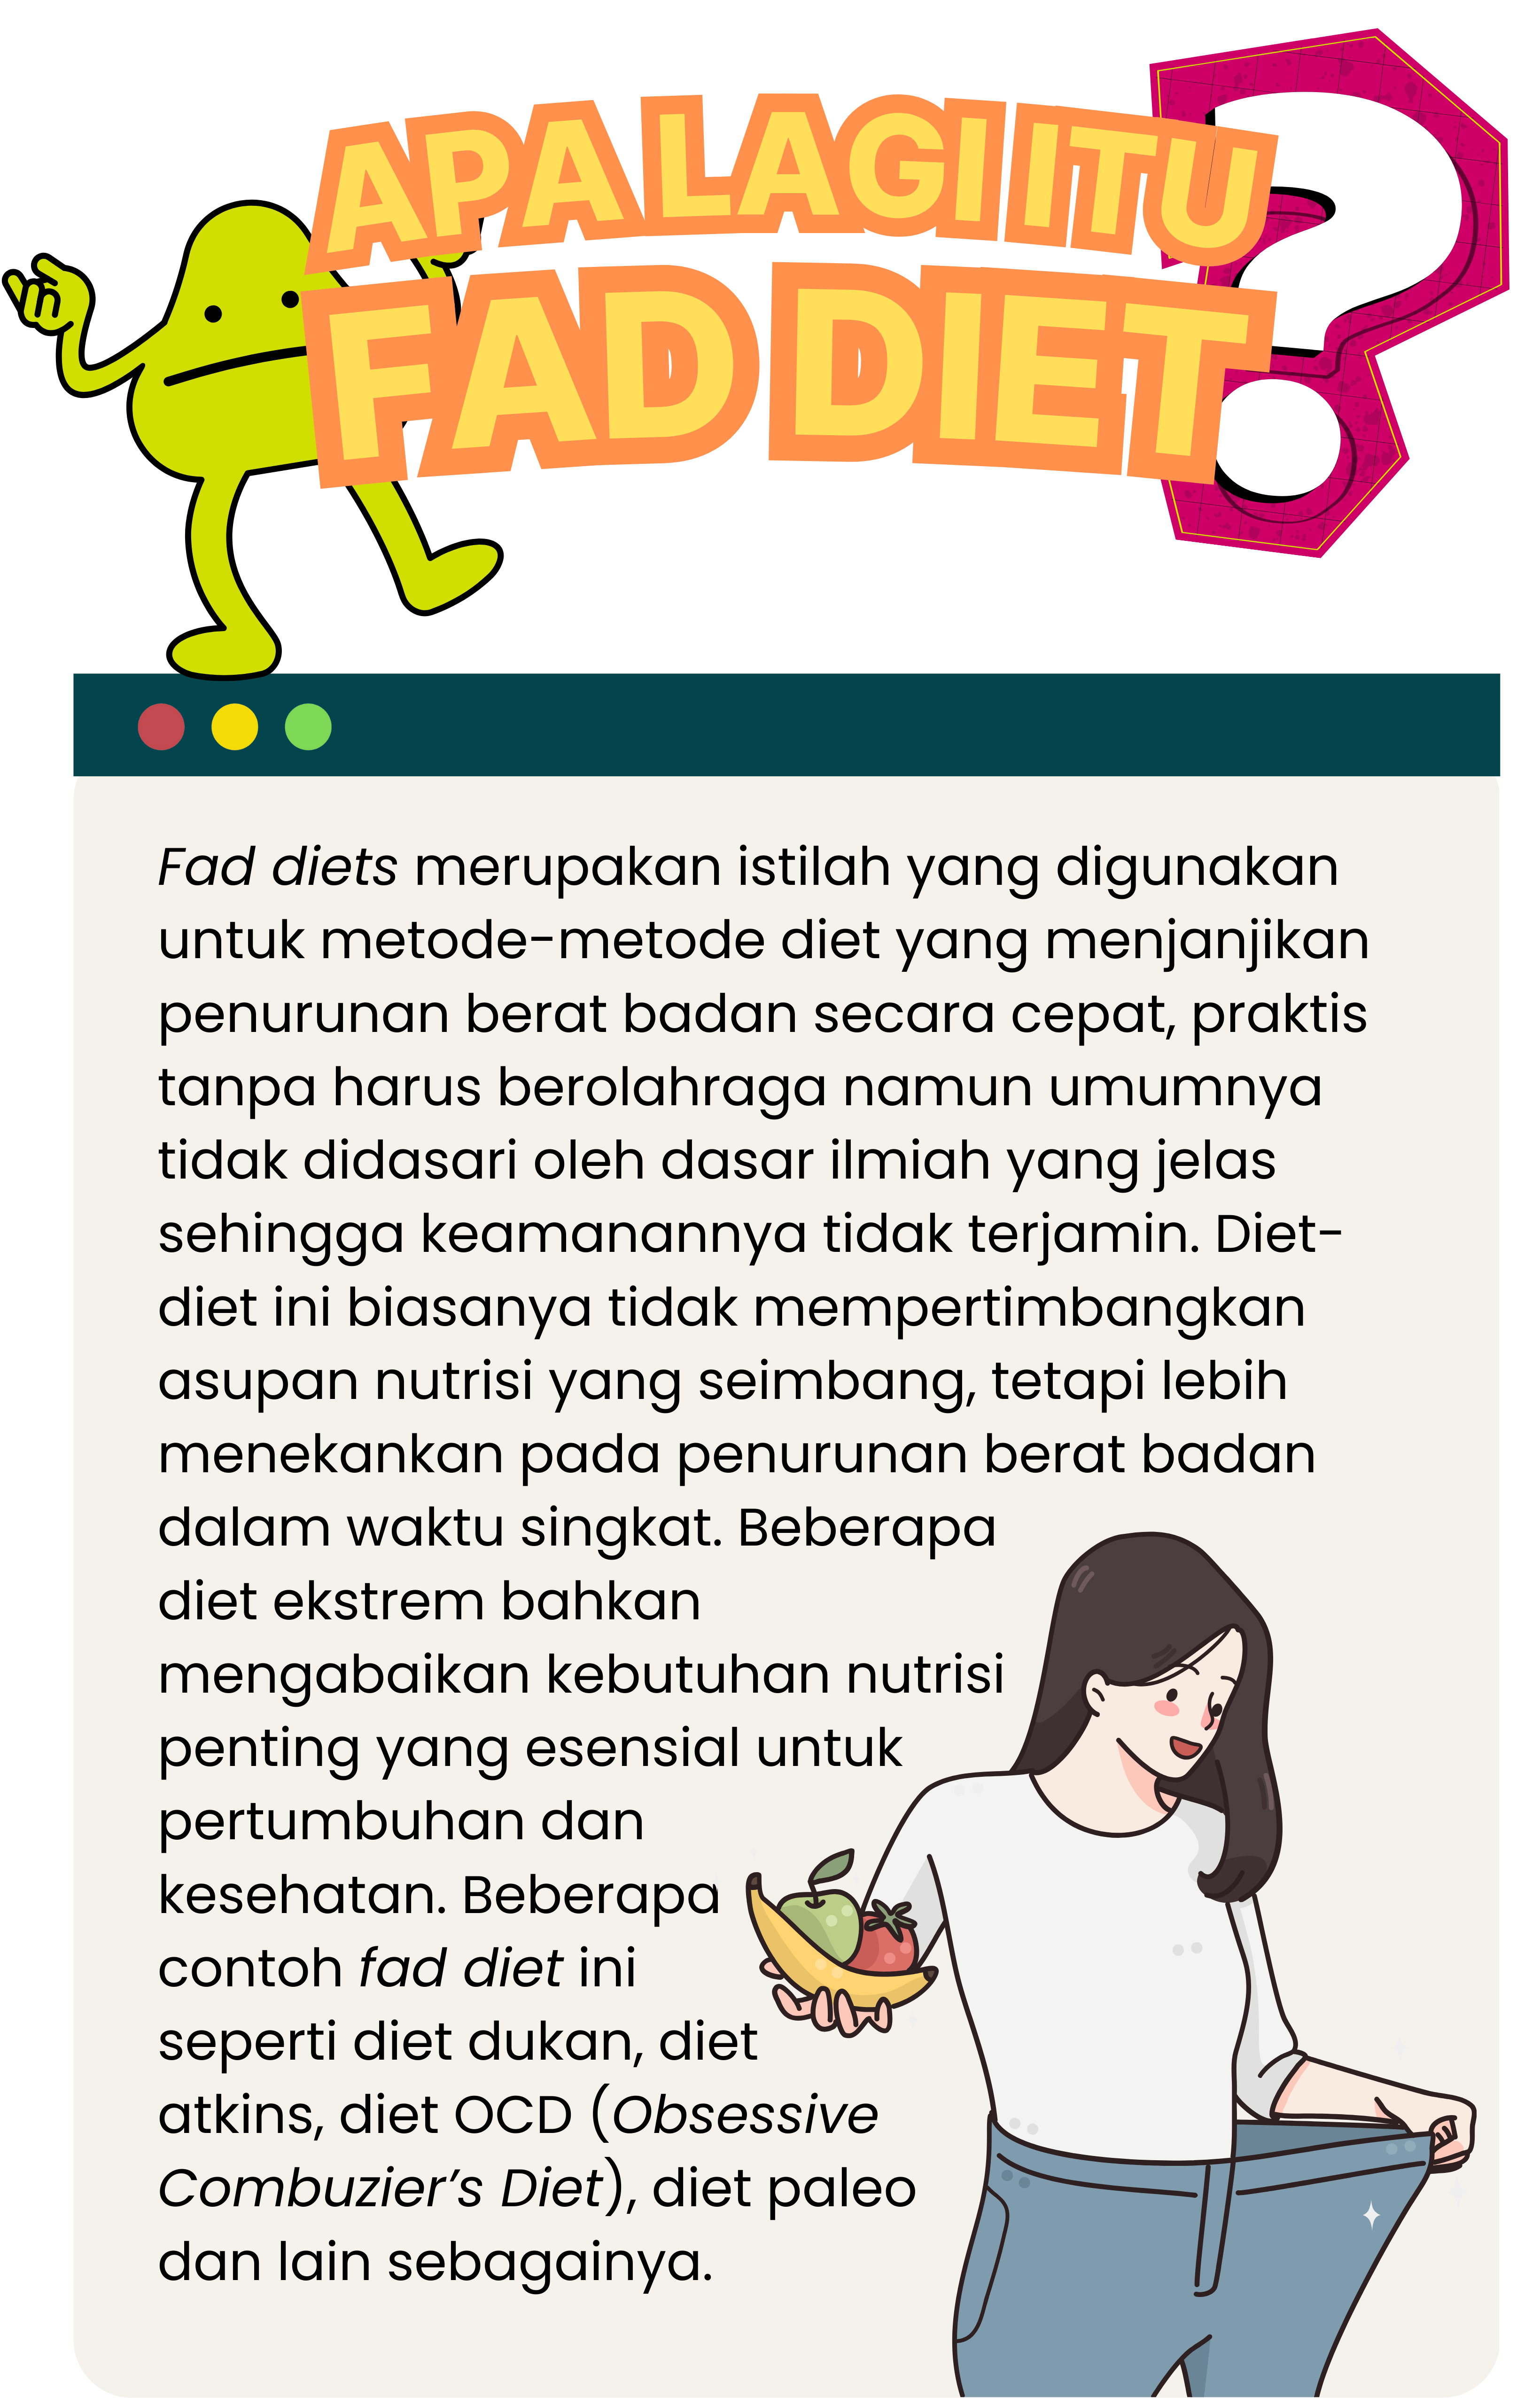 APA LAGI ITU
FAD DIET
?
Fad diets merupakan istilah yang digunakan
untuk metode-metode diet yang menjanjikan
penurunan berat badan secara cepat, praktis
tanpa harus berolahraga namun umumnya
tidak didasari oleh dasar ilmiah yang jelas
sehingga keamanannya tidak terjamin. Diet-
diet ini biasanya tidak mempertimbangkan
asupan nutrisi yang seimbang, tetapi lebih
menekankan pada penurunan berat badan
dalam waktu singkat. Beberapa
diet ekstrem bahkan
mengabaikan kebutuhan nutrisi
penting yang esensial untuk
pertumbuhan dan
kesehatan. Beberapa
contoh fad diet ini
seperti diet dukan, diet
atkins, diet OCD (Obsessive
Combuzier’s Diet), diet paleo
dan lain sebagainya.